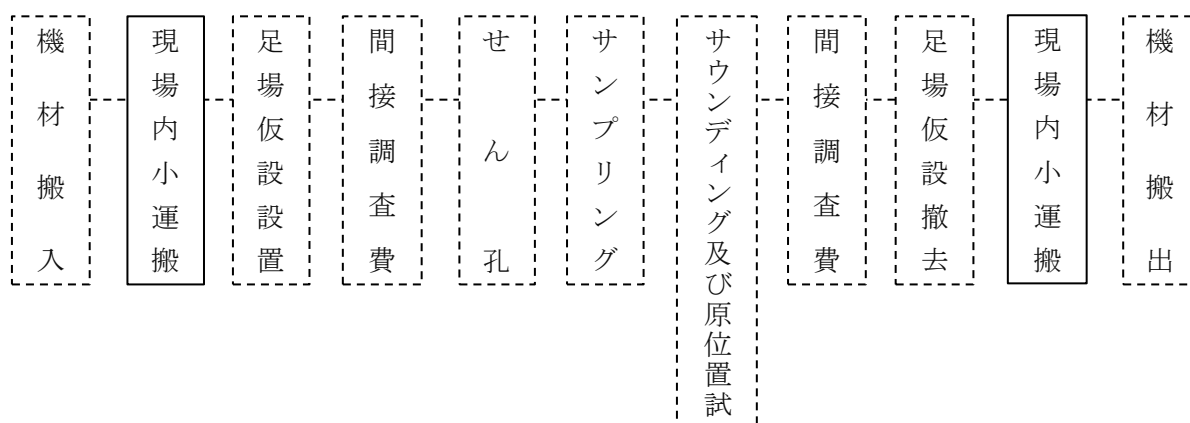 機材搬入
現場内小運搬
足場仮設設置
間接調査費
せん孔
サンプリング
サウンディング及び原位置試
間接調査費
足場仮設撤去
現場内小運搬
機材搬出